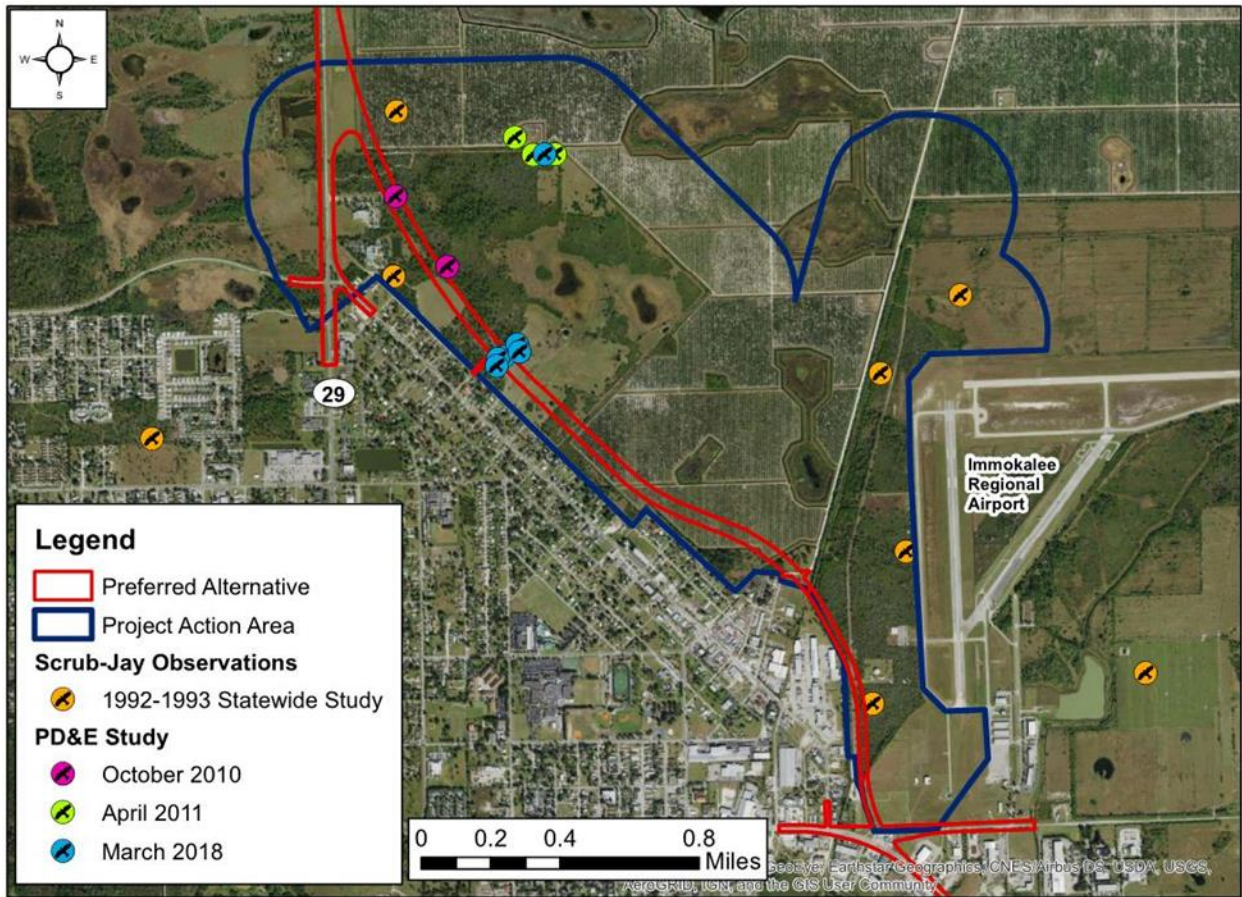 N
W E
S
29
Immokalee
Regional
Airport
Legend
Preferred Alternative
Project Action Area
Scrub-Jay Observations
1992-1993 Statewide Study
PD&E Study
October 2010
April 2011
March 2018
0 0.2 0.4 0.8
Miles
GeoEye, Earthstar Geographics, CNES/Airbus DS, USDA, USGS,
AeroGRID, IGN, and the GIS User Community